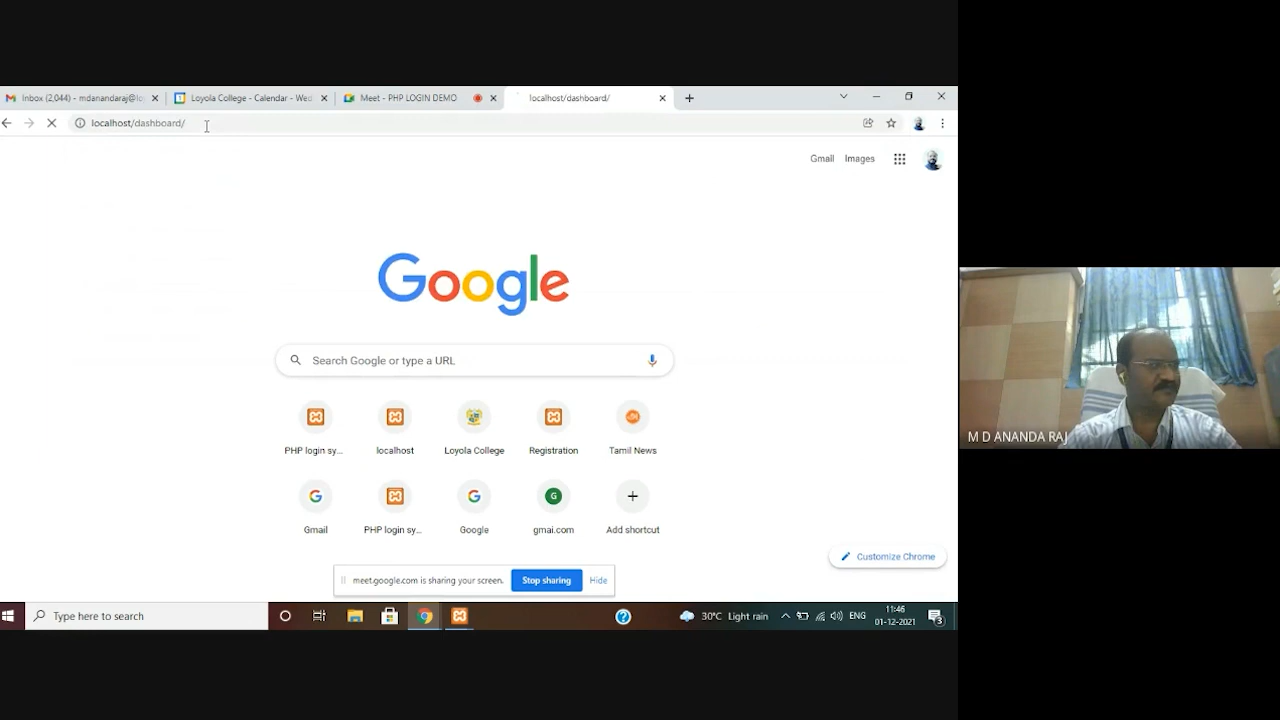 Inbox (2,044) - mdanandaraj@lo
Loyola College - Calendar - Wed
Meet - PHP LOGIN DEMO
localhost/dashboard/
localhost/dashboard/
Gmail
Images
Google
Search Google or type a URL
PHP login sy...
localhost
Loyola College
Registration
Tamil News
Gmail
PHP login sy...
Google
gmai.com
Add shortcut
Customize Chrome
meet.google.com is sharing your screen.
Stop sharing
Hide
Type here to search
30°C Light rain
ENG
11:46
01-12-2021
3
M D ANANDA RAJ